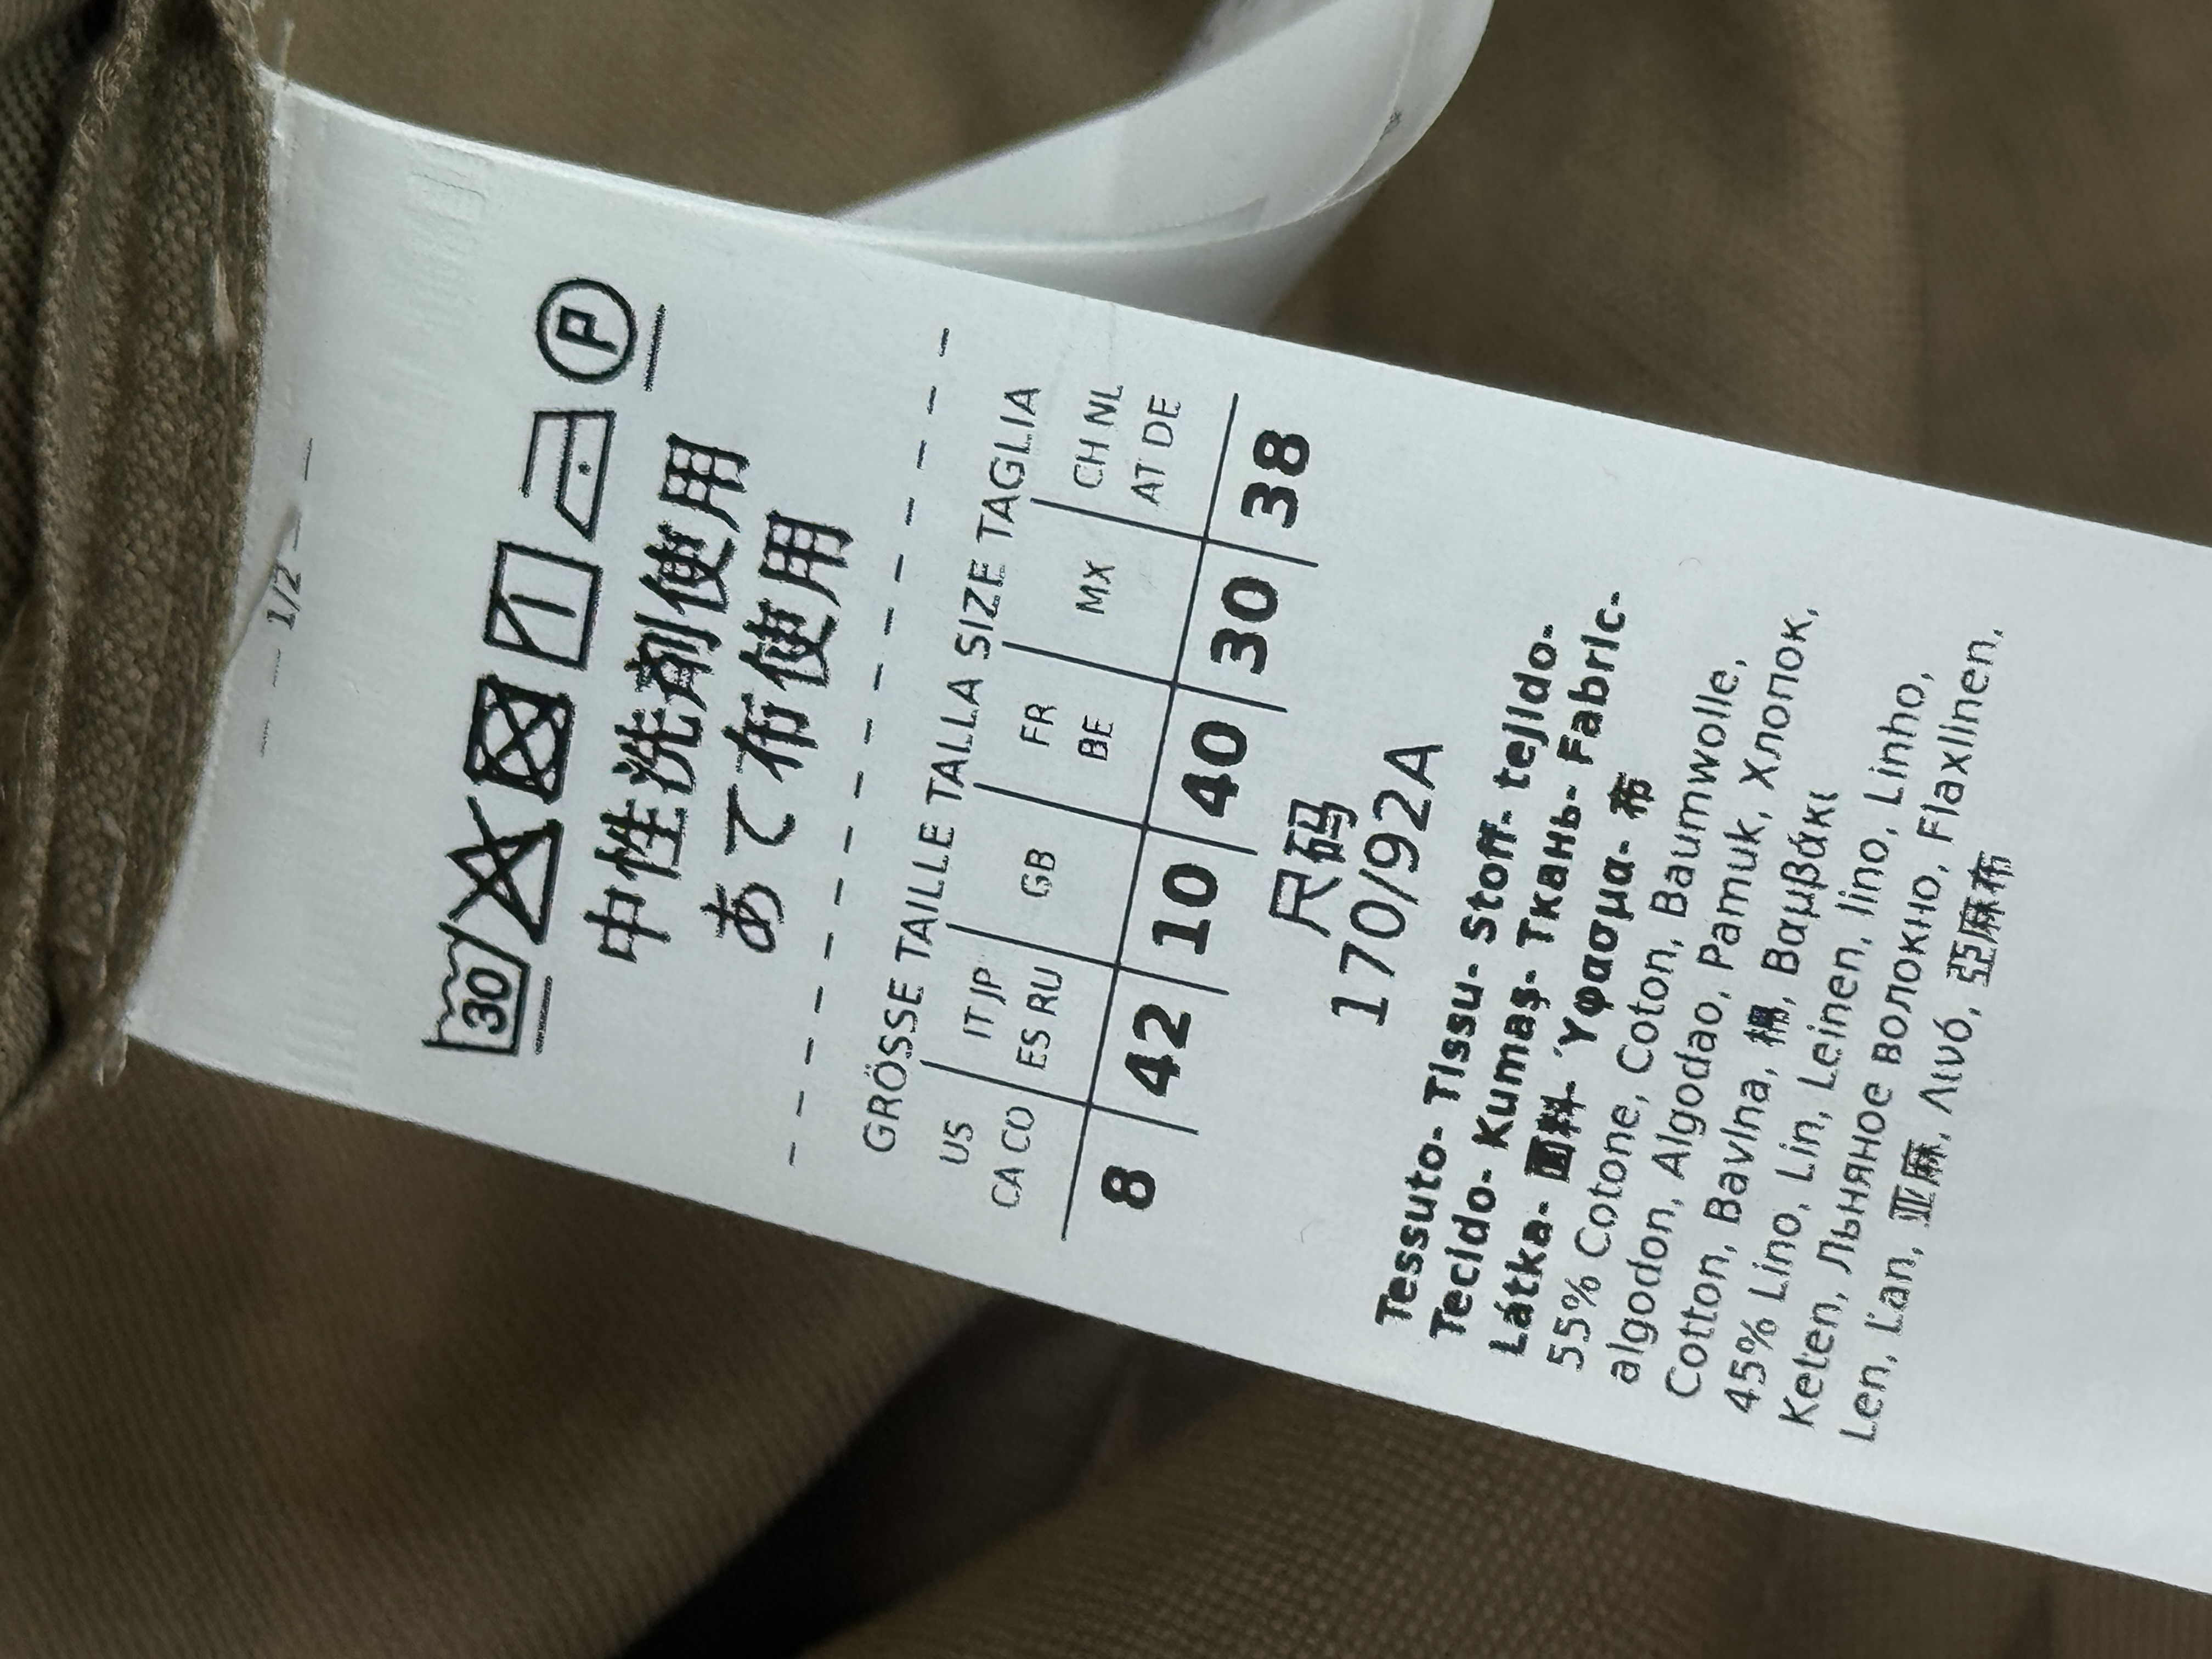 1/2
30 P
中性洗剤使用
あて布使用
GRÖSSE TAILLE TALLA SIZE TAGLIA
US IT JP GB FR MX CH NL
CA CO ES RU BE AT DE
8 42 10 40 30 38
尺码
170/92A
Tessuto- Tissu- Stoff- tejido-
Tecido- Kumaş- Ткань- Fabric-
Látka- 面料- Ύφασμα- 布
55% Cotone, Coton, Baumwolle,
algodon, Algodao, Pamuk, Хлопок,
Cotton, Bavlna, 棉, Βαμβάκι
45% Lino, Lin, Leinen, lino, Linho,
Keten, Льняное волокно, Flaxlinen,
Len, Ľan, 亚麻, Λινό, 亞麻布